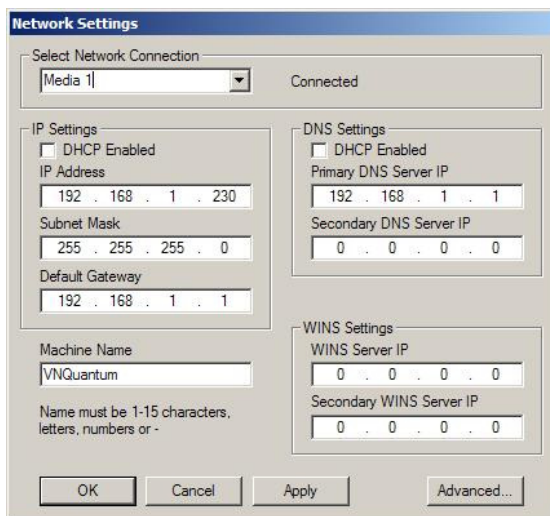 Network Settings
Select Network Connection
Media 1
Connected
IP Settings
DHCP Enabled
IP Address
192 . 168 . 1 . 230
Subnet Mask
255 . 255 . 255 . 0
Default Gateway
192 . 168 . 1 . 1
DNS Settings
DHCP Enabled
Primary DNS Server IP
192 . 168 . 1 . 1
Secondary DNS Server IP
0 . 0 . 0 . 0
Machine Name
VNQuantum
Name must be 1-15 characters,
letters, numbers or -
WINS Settings
WINS Server IP
0 . 0 . 0 . 0
Secondary WINS Server IP
0 . 0 . 0 . 0
OK
Cancel
Apply
Advanced...